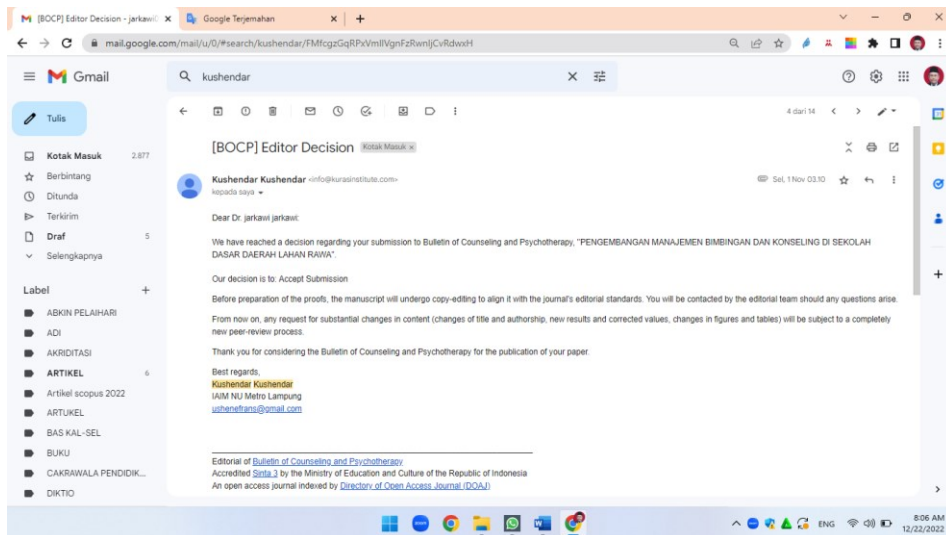 [BOCP] Editor Decision - jarkawi
Google Terjemahan
mail.google.com/mail/u/0/#search/kushendar/FMfcgzGqRPxVmIlVgnFzRwnljCvRdwxH
Gmail
kushendar
Tulis
4 dari 14
Kotak Masuk 2.877
Berbintang
Ditunda
Terkirim
Draf 5
Selengkapnya
Label
ABKIN PELAIHARI
ADI
AKRIDITASI
ARTIKEL 6
Artikel scopus 2022
ARTUKEL
BAS KAL-SEL
BUKU
CAKRAWALA PENDIDIK...
DIKTIO
[BOCP] Editor Decision Kotak Masuk x
Kushendar Kushendar <info@kurasinstitute.com>
Sel, 1 Nov 03.10
kepada saya
Dear Dr. jarkawi jarkawi:
We have reached a decision regarding your submission to Bulletin of Counseling and Psychotherapy, "PENGEMBANGAN MANAJEMEN BIMBINGAN DAN KONSELING DI SEKOLAH
DASAR DAERAH LAHAN RAWA".
Our decision is to: Accept Submission
Before preparation of the proofs, the manuscript will undergo copy-editing to align it with the journal's editorial standards. You will be contacted by the editorial team should any questions arise.
From now on, any request for substantial changes in content (changes of title and authorship, new results and corrected values, changes in figures and tables) will be subject to a completely
new peer-review process.
Thank you for considering the Bulletin of Counseling and Psychotherapy for the publication of your paper.
Best regards,
Kushendar Kushendar
IAIM NU Metro Lampung
ushenefrans@gmail.com
Editorial of Bulletin of Counseling and Psychotherapy
Accredited Sinta 3 by the Ministry of Education and Culture of the Republic of Indonesia
An open access journal indexed by Directory of Open Access Journal (DOAJ)
ENG
8:06 AM
12/22/2022